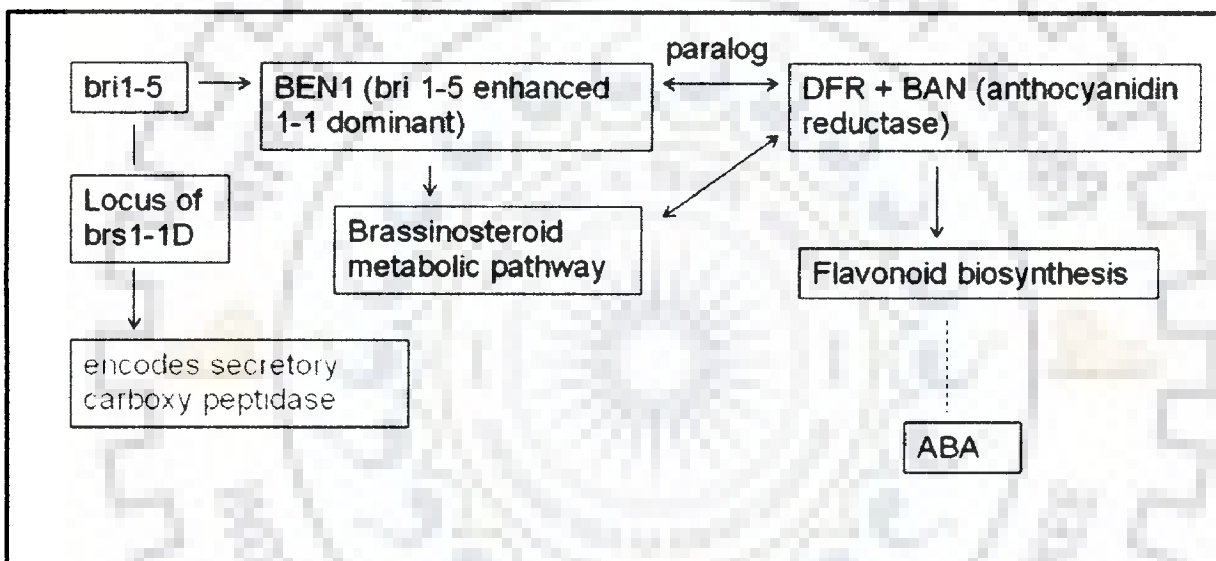 paralog
bri1-5
BEN1 (bri 1-5 enhanced
1-1 dominant)
DFR + BAN (anthocyanidin
reductase)
Locus of
brs1-1D
Brassinosteroid
metabolic pathway
Flavonoid biosynthesis
encodes secretory
carboxy peptidase
ABA